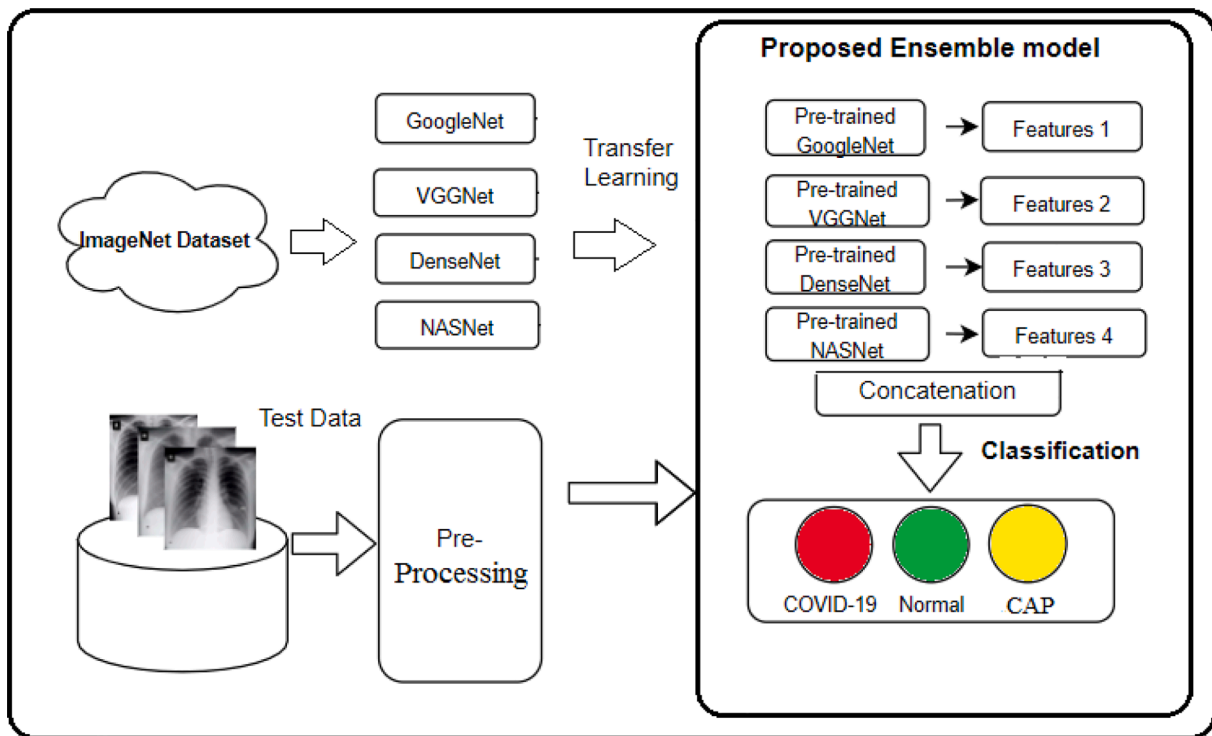 Proposed Ensemble model
GoogleNet
VGGNet
DenseNet
NASNet
ImageNet Dataset
Transfer
Learning
Pre-trained
GoogleNet
Features 1
Pre-trained
VGGNet
Features 2
Pre-trained
DenseNet
Features 3
Pre-trained
NASNet
Features 4
Concatenation
Classification
Test Data
Pre-
Processing
COVID-19
Normal
CAP